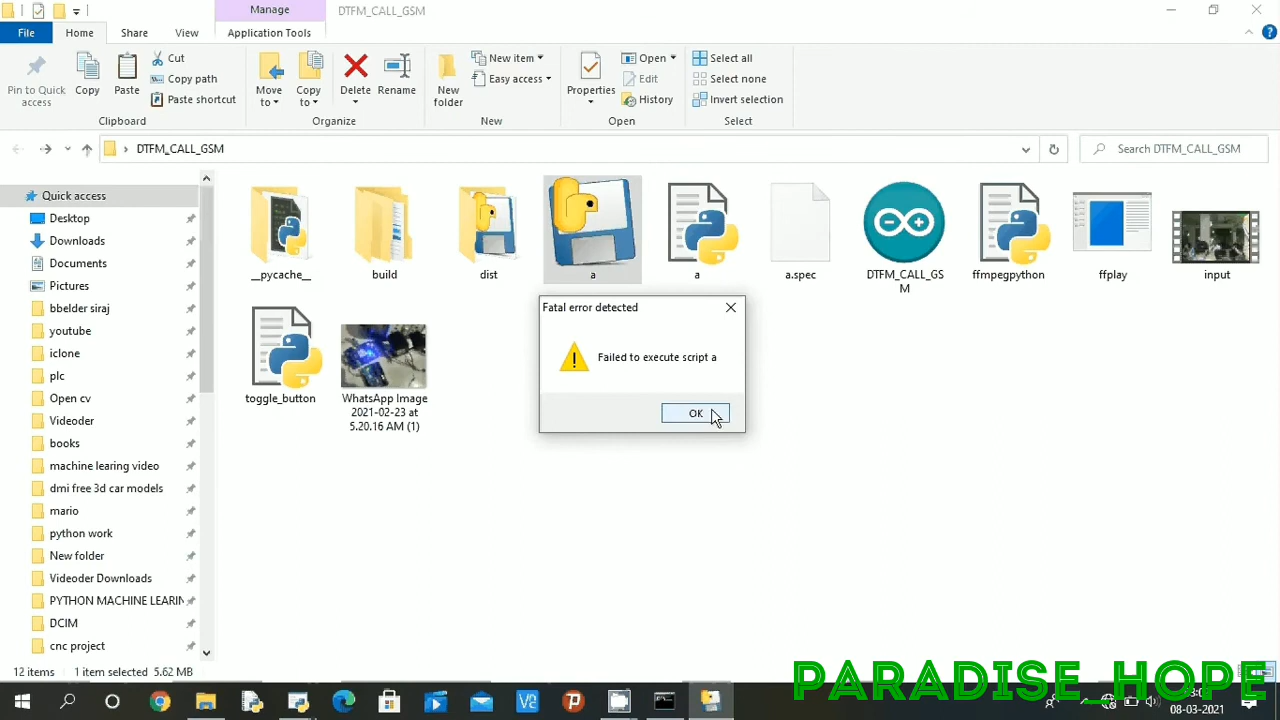 Manage
DTFM_CALL_GSM
File
Home
Share
View
Application Tools
Pin to Quick
access
Copy
Paste
Cut
Copy path
Paste shortcut
Clipboard
Move
to
Copy
to
Delete
Rename
Organize
New
folder
New item
Easy access
New
Properties
Open
Edit
History
Open
Select all
Select none
Invert selection
Select
DTFM_CALL_GSM
Search DTFM_CALL_GSM
Quick access
Desktop
Downloads
Documents
Pictures
bbelder siraj
youtube
iclone
plc
Open cv
Videoder
books
machine learing video
dmi free 3d car models
mario
python work
New folder
Videoder Downloads
PYTHON MACHINE LEARIN
DCIM
cnc project
__pycache__
build
dist
a
a
a.spec
DTFM_CALL_GS
M
ffmpegpython
ffplay
input
toggle_button
WhatsApp Image
2021-02-23 at
5.20.16 AM (1)
Fatal error detected
Failed to execute script a
OK
12 items
1 item selected 5.62 MB
PARADISE_HOPE
08-03-2021